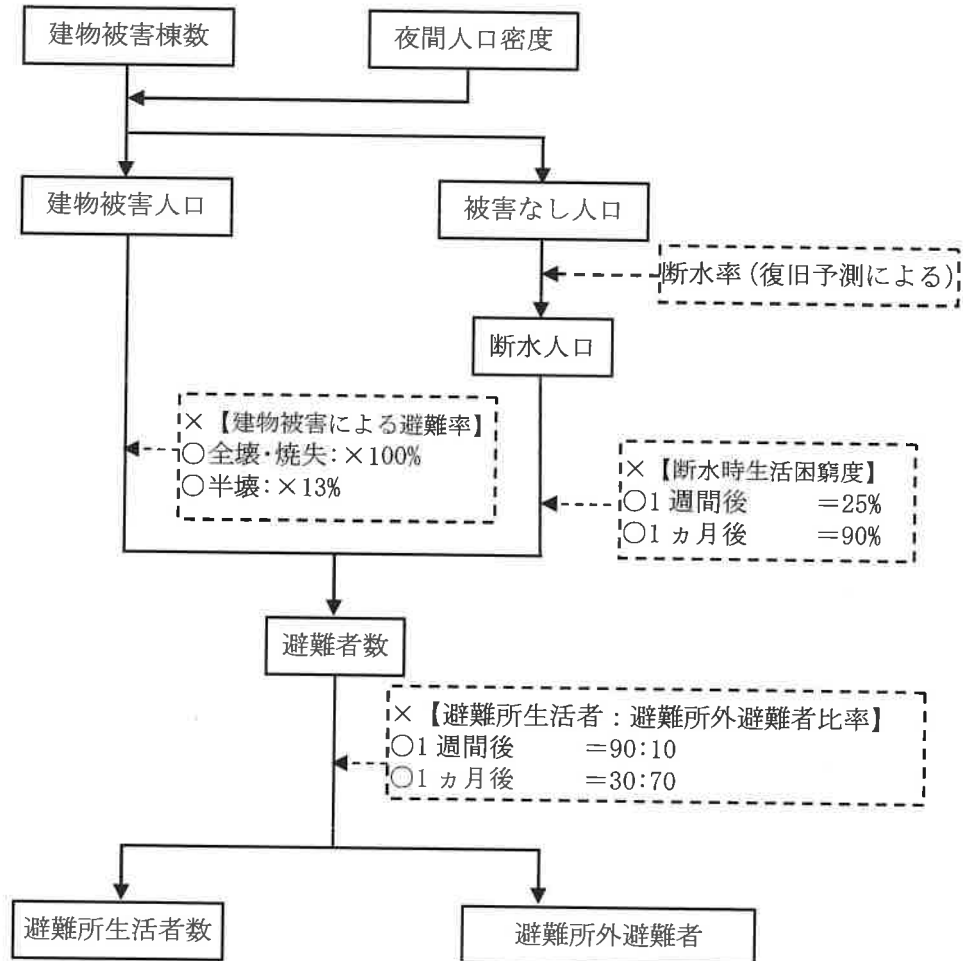 建物被害棟数
夜間人口密度
建物被害人口
被害なし人口
断水率(復旧予測による)
断水人口
×【建物被害による避難率】
○全壊・焼失:×100%
○半壊:×13%
×【断水時生活困窮度】
○1週間後 =25%
○1ヵ月後 =90%
避難者数
×【避難所生活者:避難所外避難者比率】
○1週間後 =90:10
○1ヵ月後 =30:70
避難所生活者数
避難所外避難者